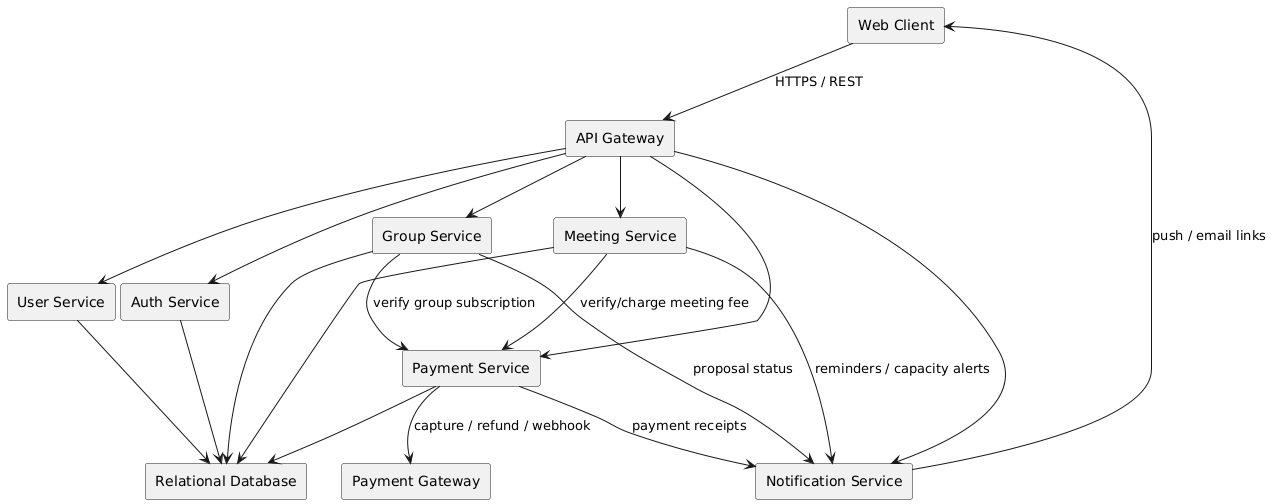 Web Client
HTTPS / REST
API Gateway
Group Service
Meeting Service
push / email links
User Service
Auth Service
verify group subscription
verify/charge meeting fee
Payment Service
proposal status
reminders / capacity alerts
capture / refund / webhook
payment receipts
Relational Database
Payment Gateway
Notification Service